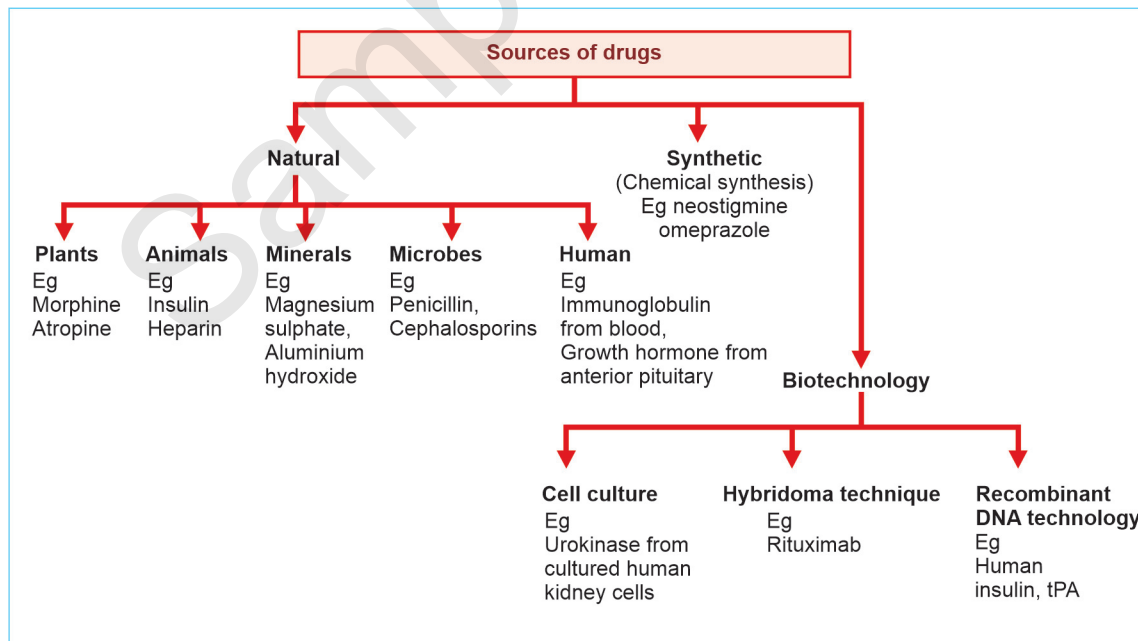 Sources of drugs
Natural
Synthetic
(Chemical synthesis)
Eg neostigmine
omeprazole
Plants
Eg
Morphine
Atropine
Animals
Eg
Insulin
Heparin
Minerals
Eg
Magnesium
sulphate,
Aluminium
hydroxide
Microbes
Eg
Penicillin,
Cephalosporins
Human
Eg
Immunoglobulin
from blood,
Growth hormone from
anterior pituitary
Biotechnology
Cell culture
Eg
Urokinase from
cultured human
kidney cells
Hybridoma technique
Eg
Rituximab
Recombinant
DNA technology
Eg
Human
insulin, tPA
Samp